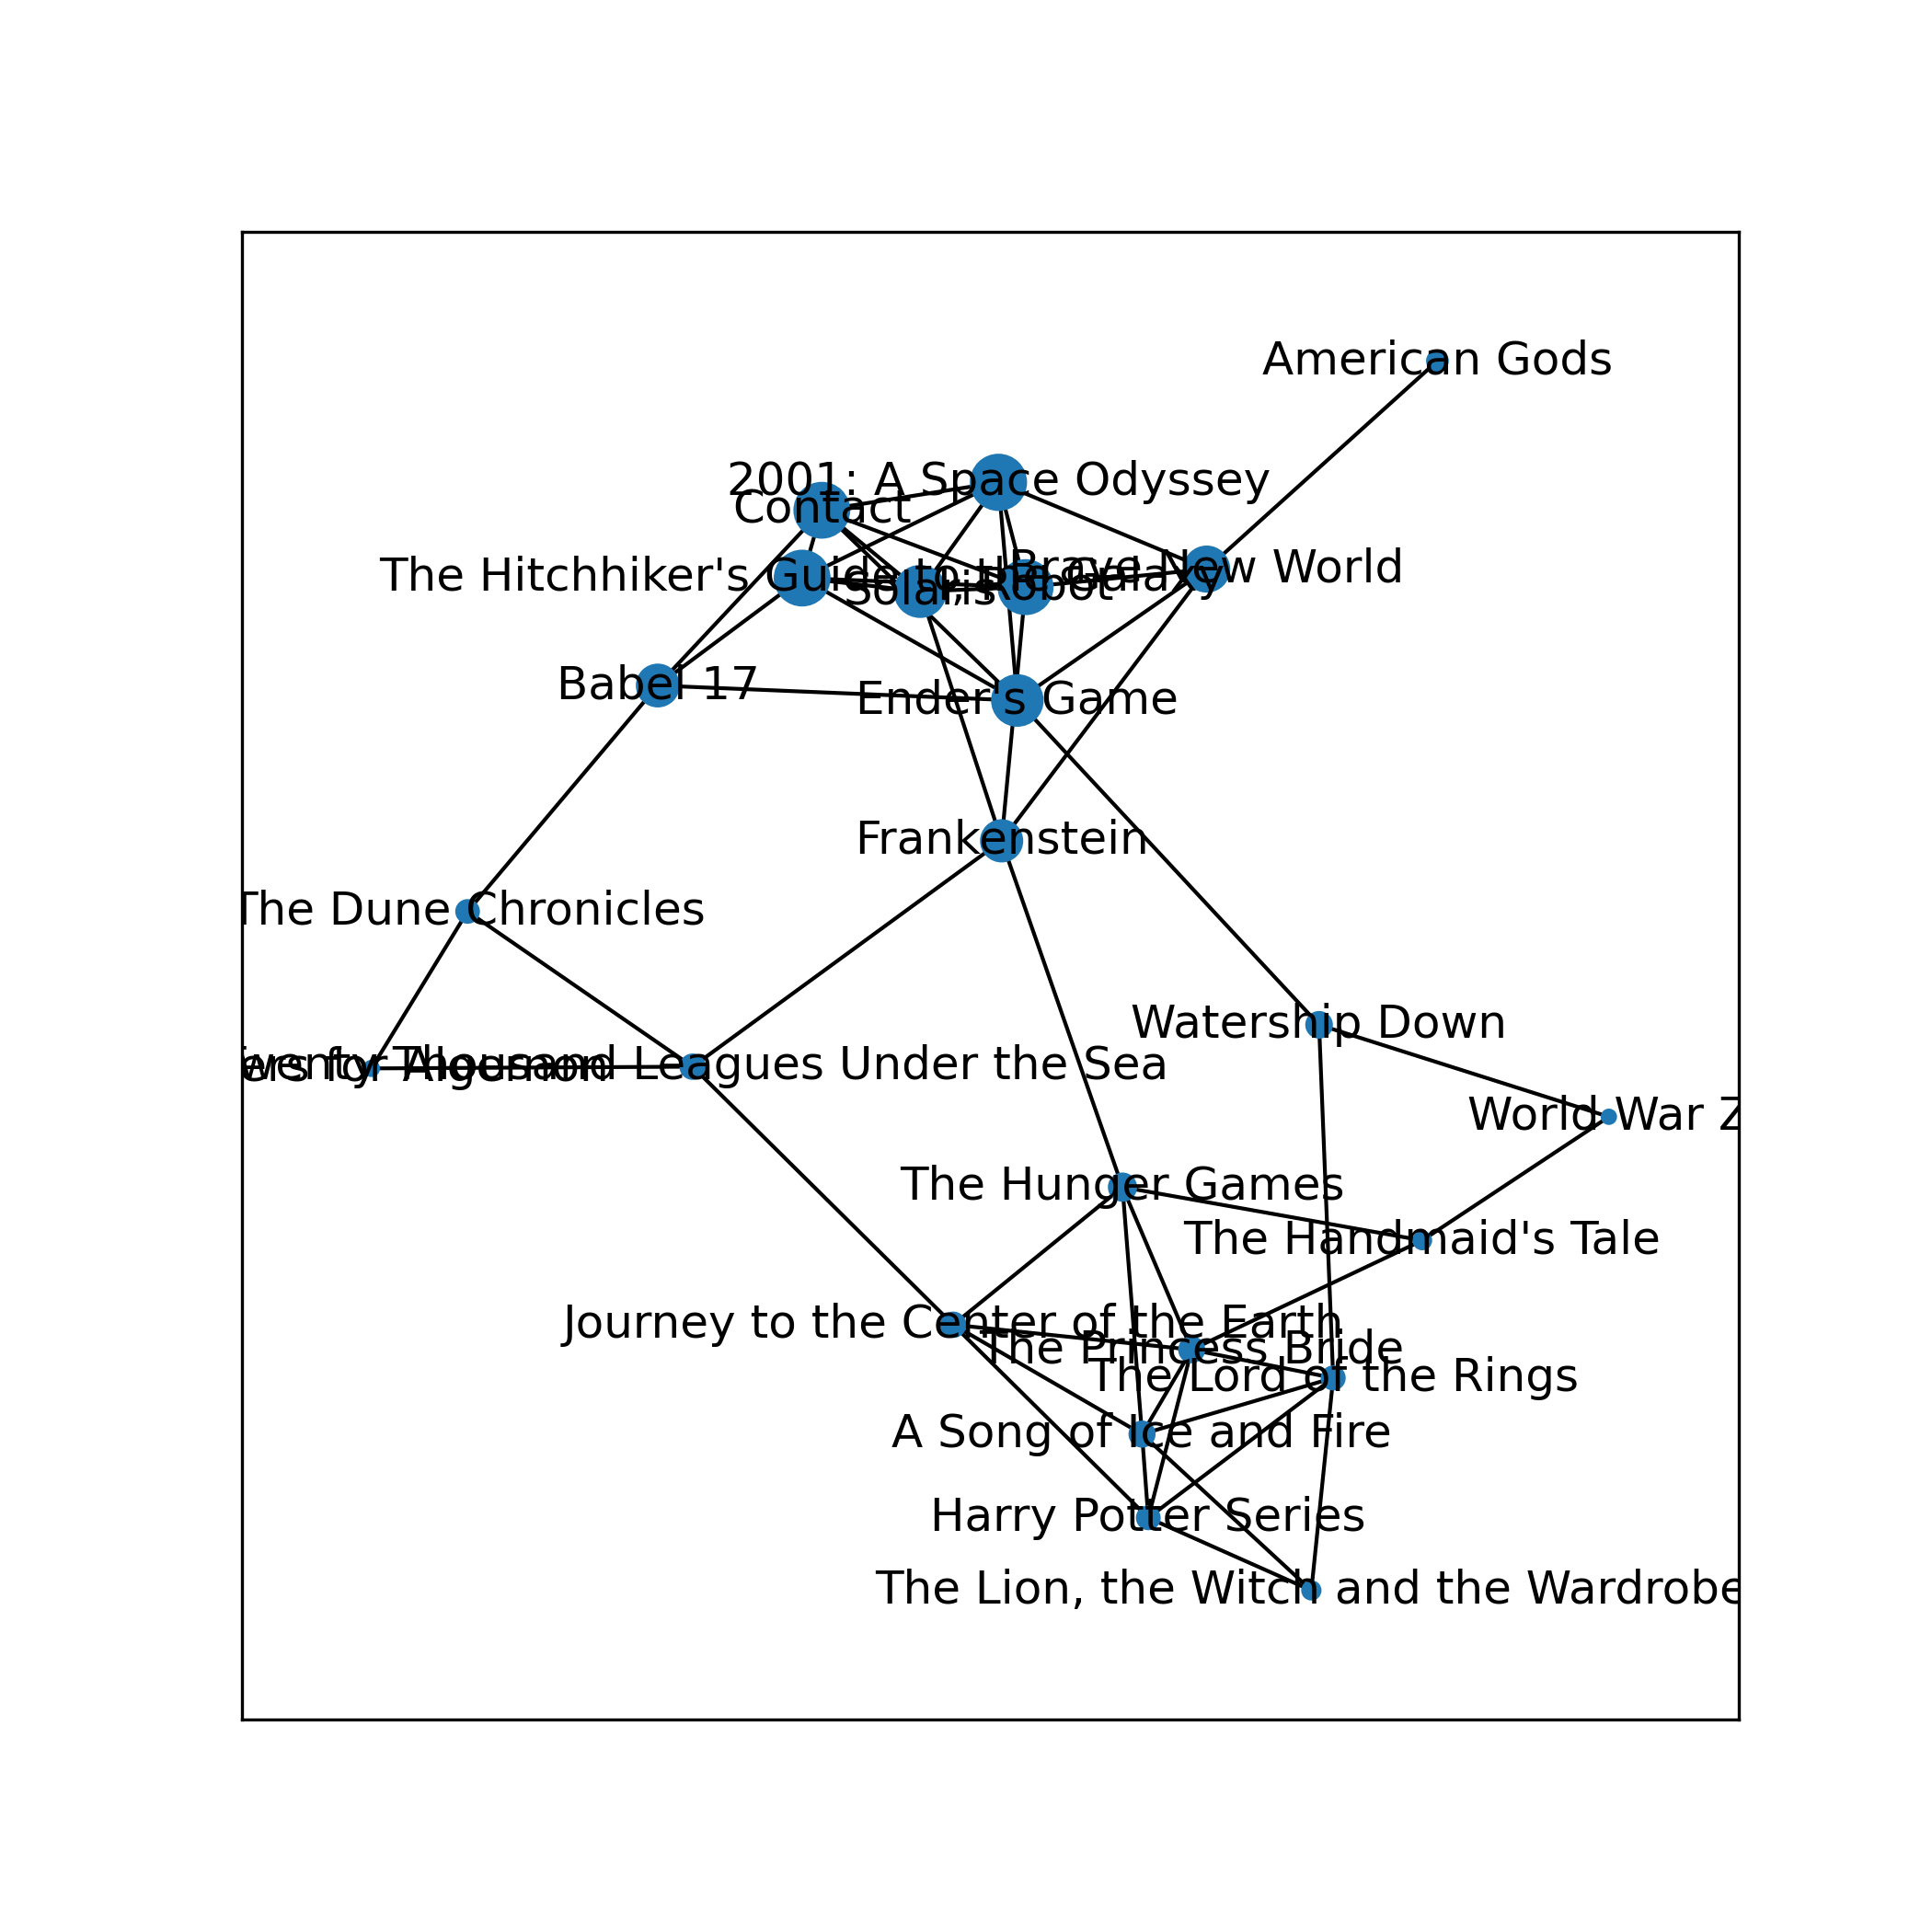 American Gods
2001: A Space Odyssey
Contact
Brave New World
The Hitchhiker's Guide to the Galaxy
I, Robot
Solaris
Babel 17
Ender's Game
Frankenstein
The Dune Chronicles
Watership Down
Twenty Thousand Leagues Under the Sea
ers for Algernon
World War Z
The Hunger Games
The Handmaid's Tale
Journey to the Center of the Earth
The Princess Bride
The Lord of the Rings
A Song of Ice and Fire
Harry Potter Series
The Lion, the Witch and the Wardrobe